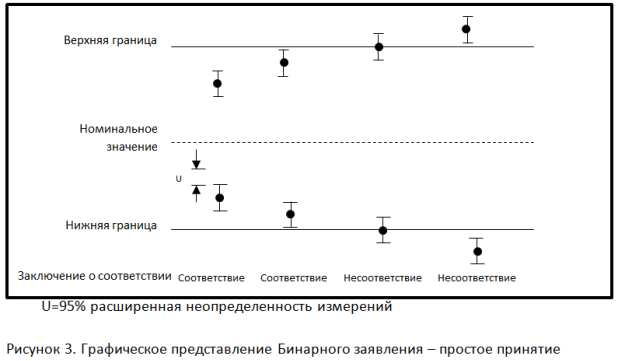 Верхняя граница
Номинальное
значение
U
Нижняя граница
Заключение о соответствии Соответствие Соответствие Несоответствие Несоответствие
U=95% расширенная неопределенность измерений
Рисунок 3. Графическое представление Бинарного заявления – простое принятие